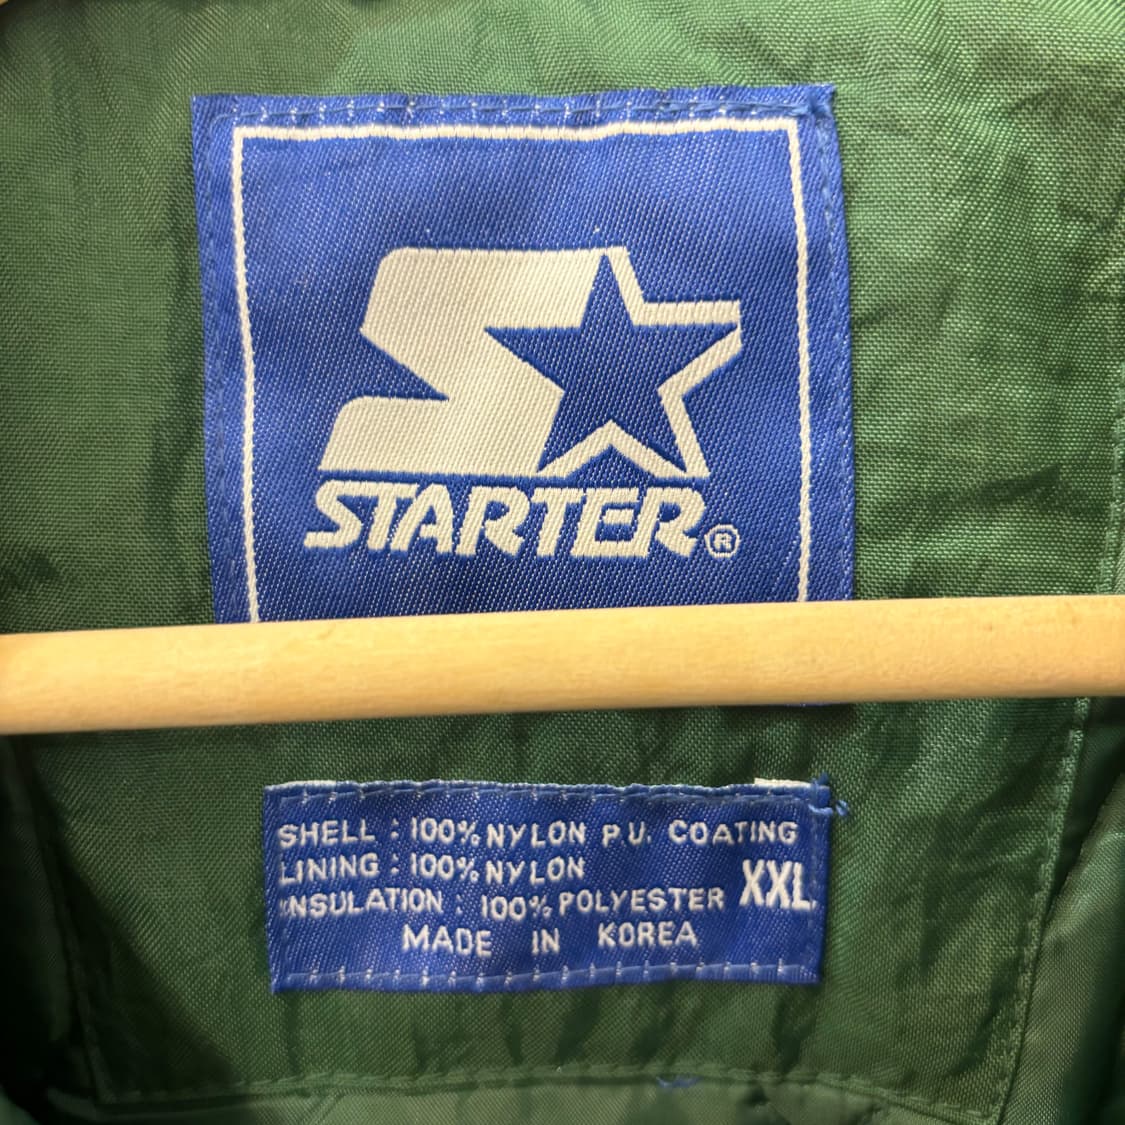 STARTER®
SHELL : 100% NYLON P.U. COATING
LINING : 100% NYLON
INSULATION : 100% POLYESTER XXL
MADE IN KOREA